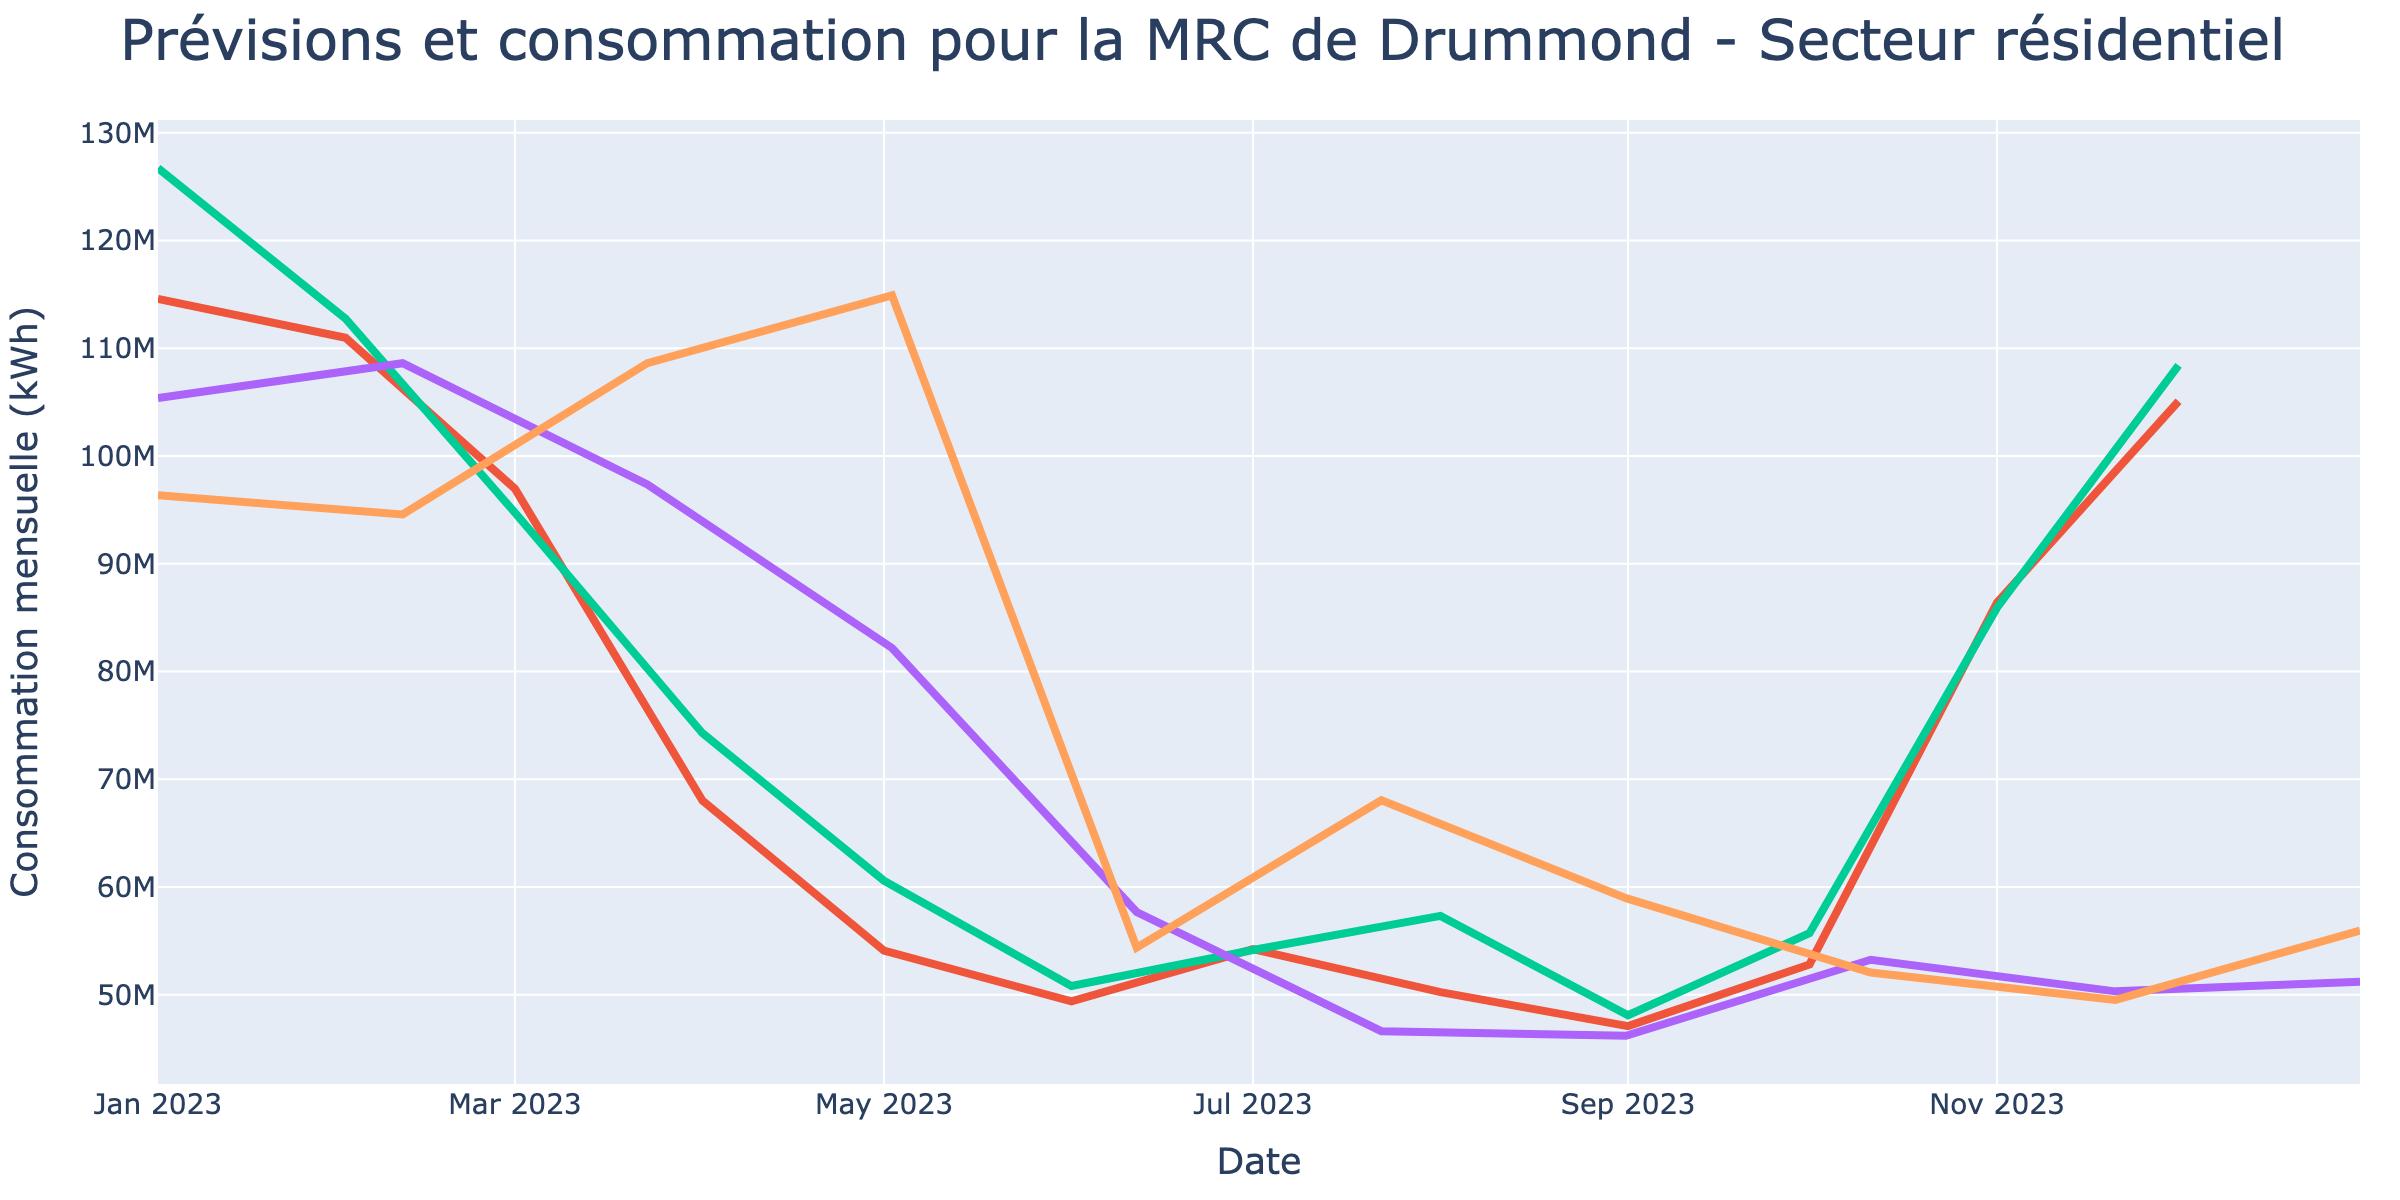 Prévisions et consommation pour la MRC de Drummond - Secteur résidentiel
Consommation mensuelle (kWh)
130M
120M
110M
100M
90M
80M
70M
60M
50M
Jan 2023 Mar 2023 May 2023 Jul 2023 Sep 2023 Nov 2023
Date